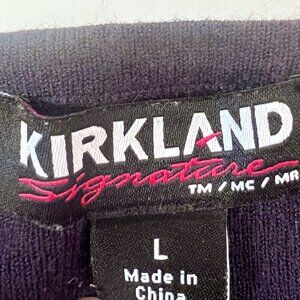 KIRKLAND
Signature
TM / MC / MR
L
Made in
China